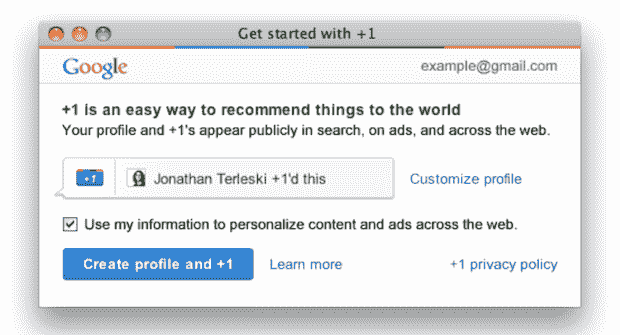 Get started with +1
Google
example@gmail.com
+1 is an easy way to recommend things to the world
Your profile and +1's appear publicly in search, on ads, and across the web.
+1
Jonathan Terleski +1'd this
Customize profile
Use my information to personalize content and ads across the web.
Create profile and +1
Learn more
+1 privacy policy